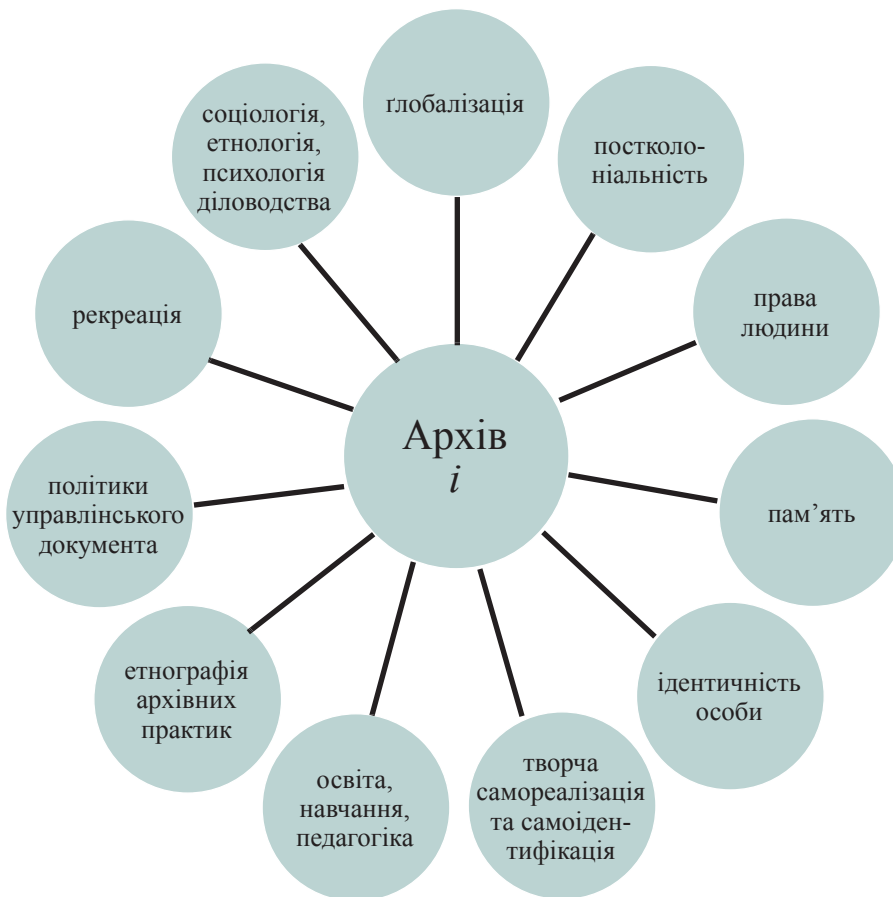 ґлобалізація
соціологія,
етнологія,
психологія
діловодства
постколо-
ніальність
рекреація
права
людини
Архів
і
політики
управлінського
документа
пам’ять
етнографія
архівних
практик
ідентичність
особи
освіта,
навчання,
педагогіка
творча
самореалізація
та самоіден-
тифікація